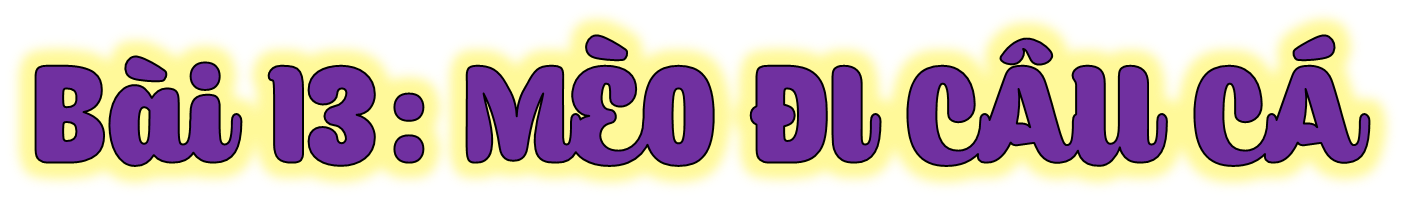 Bài 13: MÈO ĐI CÂU CÁ